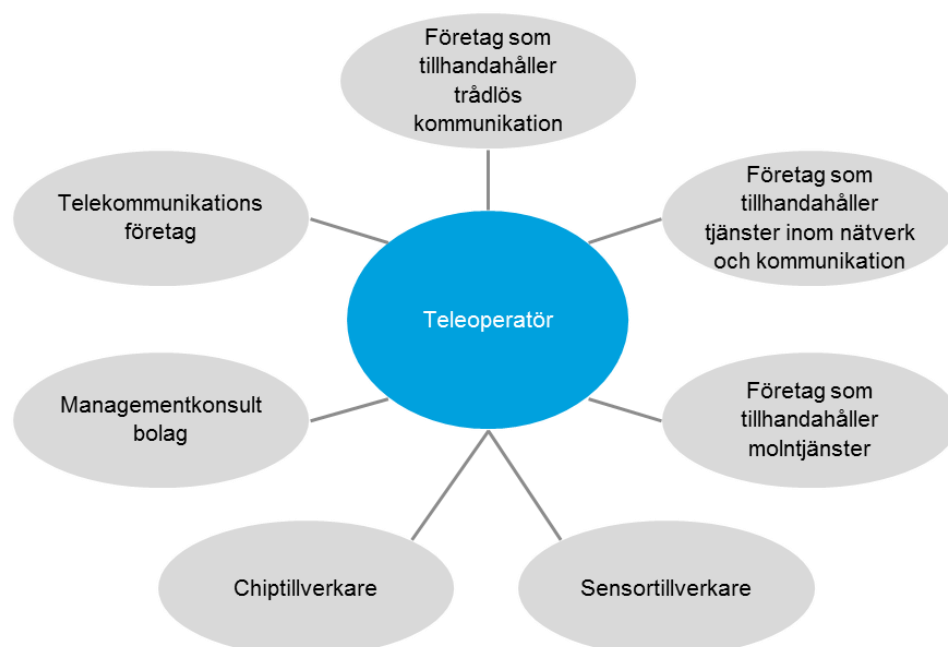 Företag som
tillhandahåller
trådlös
kommunikation
Telekommunikations
företag
Företag som
tillhandahåller
tjänster inom nätverk
och kommunikation
Teleoperatör
Managementkonsult
bolag
Företag som
tillhandahåller
molntjänster
Chiptillverkare
Sensortillverkare